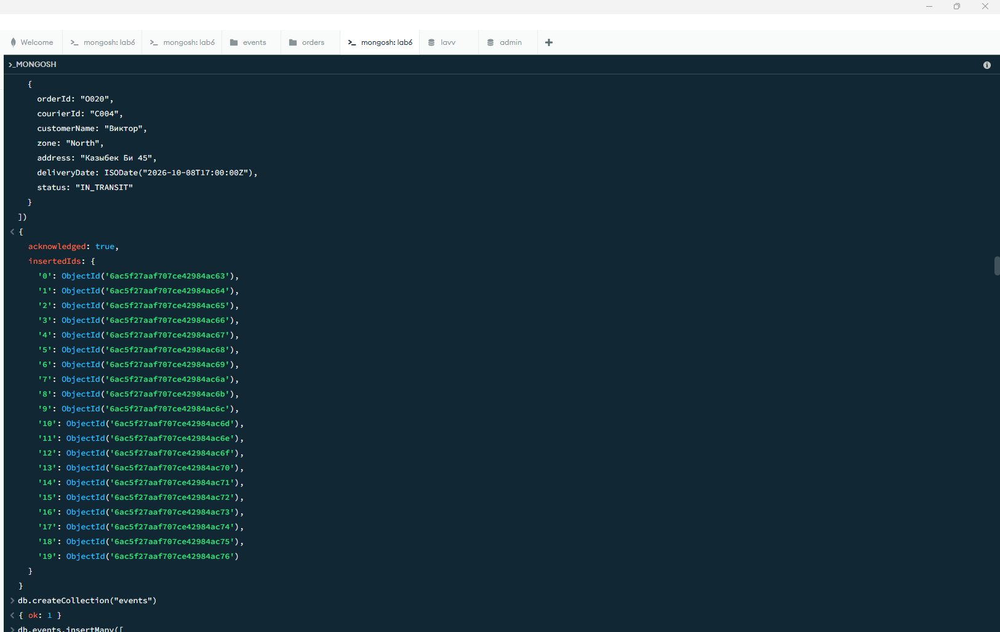 Welcome
mongosh: lab6
mongosh: lab6
events
orders
mongosh: lab6
lavv
admin
>_MONGOSH
{
orderId: "O020",
courierId: "C004",
customerName: "Виктор",
zone: "North",
address: "Казыбек Би 45",
deliveryDate: ISODate("2026-10-08T17:00:00Z"),
status: "IN_TRANSIT"
}
])
< {
acknowledged: true,
insertedIds: {
'0': ObjectId('6ac5f27aaf707ce42984ac63'),
'1': ObjectId('6ac5f27aaf707ce42984ac64'),
'2': ObjectId('6ac5f27aaf707ce42984ac65'),
'3': ObjectId('6ac5f27aaf707ce42984ac66'),
'4': ObjectId('6ac5f27aaf707ce42984ac67'),
'5': ObjectId('6ac5f27aaf707ce42984ac68'),
'6': ObjectId('6ac5f27aaf707ce42984ac69'),
'7': ObjectId('6ac5f27aaf707ce42984ac6a'),
'8': ObjectId('6ac5f27aaf707ce42984ac6b'),
'9': ObjectId('6ac5f27aaf707ce42984ac6c'),
'10': ObjectId('6ac5f27aaf707ce42984ac6d'),
'11': ObjectId('6ac5f27aaf707ce42984ac6e'),
'12': ObjectId('6ac5f27aaf707ce42984ac6f'),
'13': ObjectId('6ac5f27aaf707ce42984ac70'),
'14': ObjectId('6ac5f27aaf707ce42984ac71'),
'15': ObjectId('6ac5f27aaf707ce42984ac72'),
'16': ObjectId('6ac5f27aaf707ce42984ac73'),
'17': ObjectId('6ac5f27aaf707ce42984ac74'),
'18': ObjectId('6ac5f27aaf707ce42984ac75'),
'19': ObjectId('6ac5f27aaf707ce42984ac76')
}
}
> db.createCollection("events")
< { ok: 1 }
> db.events.insertMany([